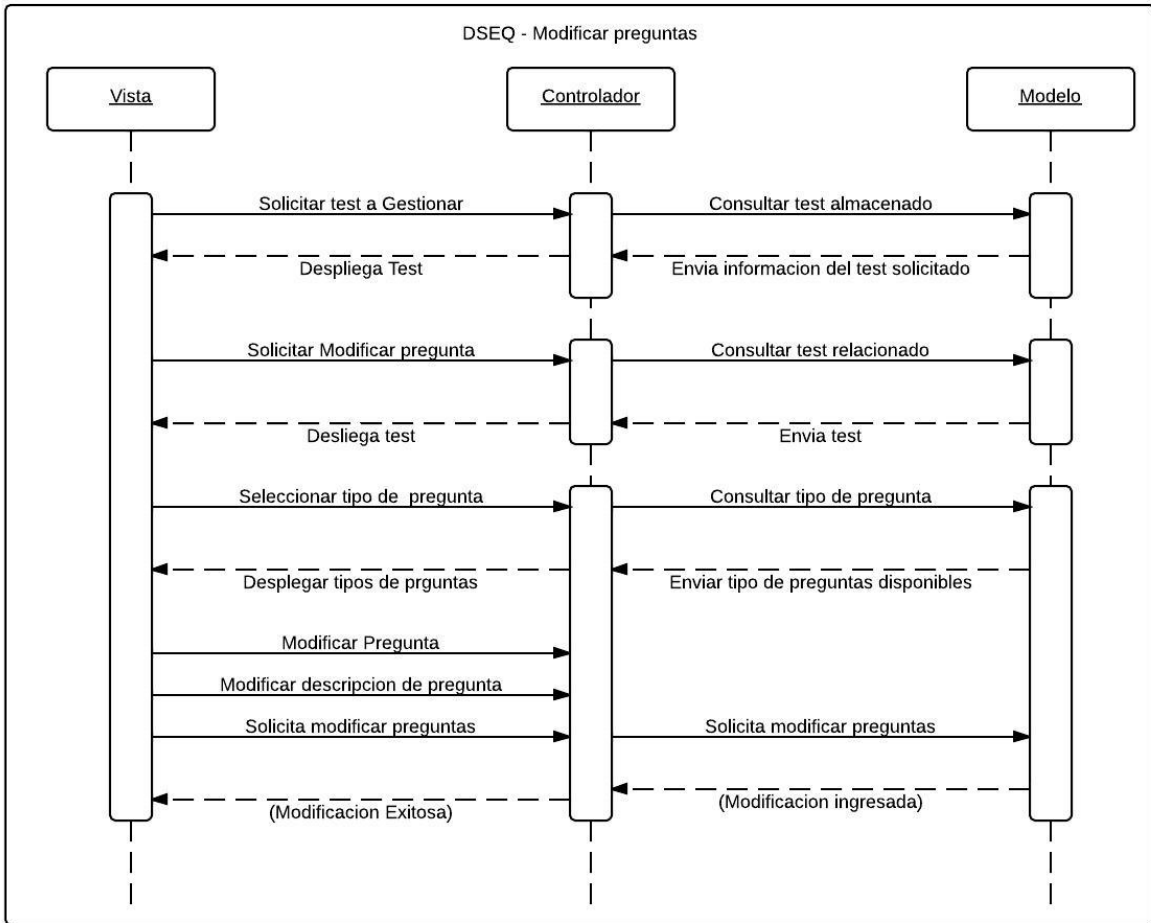 DSEQ - Modificar preguntas
Vista
Controlador
Modelo
Solicitar test a Gestionar
Consultar test almacenado
Despliega Test
Envia informacion del test solicitado
Solicitar Modificar pregunta
Consultar test relacionado
Desliega test
Envia test
Seleccionar tipo de pregunta
Consultar tipo de pregunta
Desplegar tipos de prguntas
Enviar tipo de preguntas disponibles
Modificar Pregunta
Modificar descripcion de pregunta
Solicita modificar preguntas
Solicita modificar preguntas
(Modificacion ingresada)
(Modificacion Exitosa)